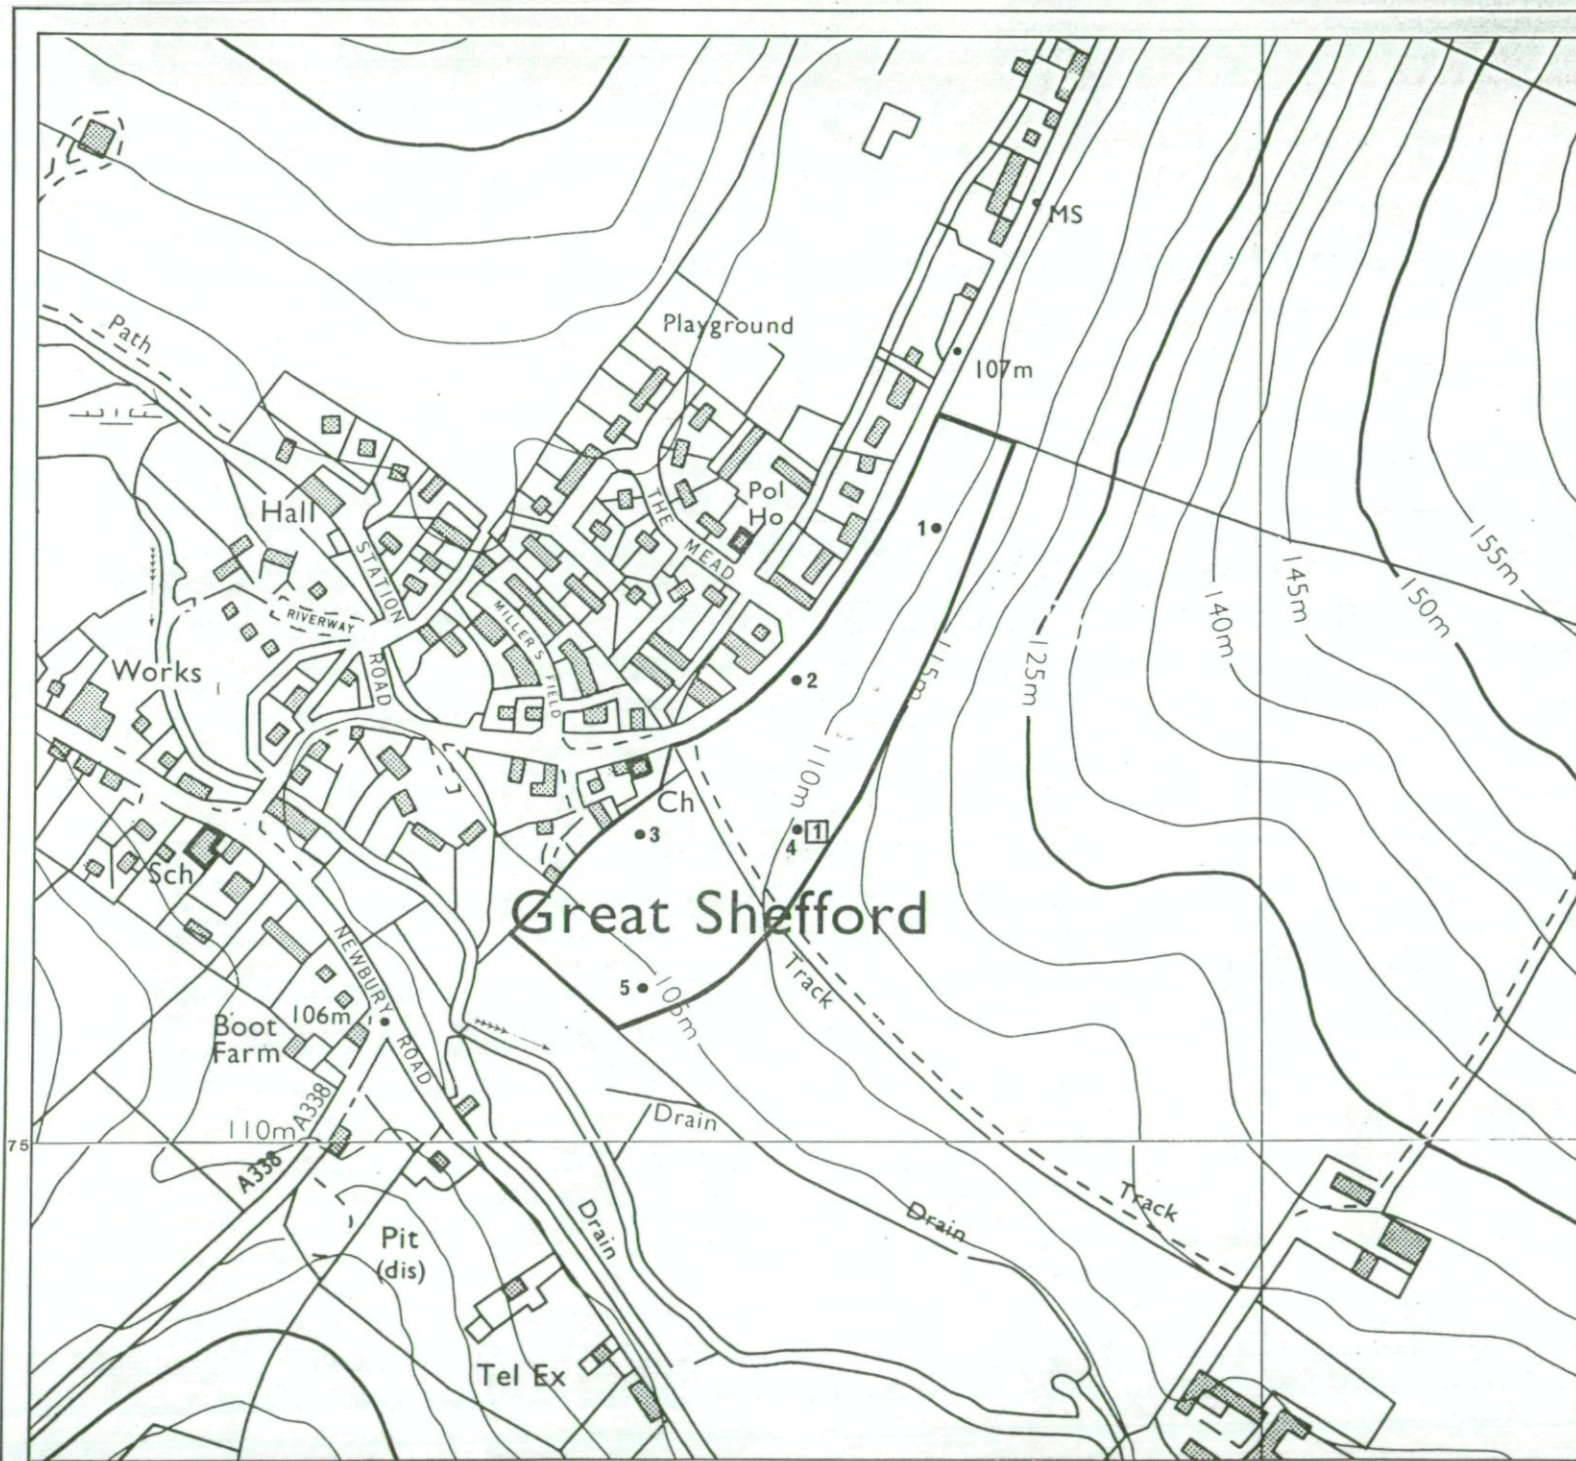 MS
Path
Playground
107m
Pol
Ho
1
THE
MEAD
Hall
STATION
ROAD
RIVERWAY
MILLER'S
FIELD
155m
150m
145m
140m
125m
115m
110m
2
Works
Ch
3
1
4
Sch
Great Shefford
NEWBURY
ROAD
5
105m
Track
Boot
Farm
106m
A338
110m
Drain
75
A338
Track
Drain
Drain
Pit
(dis)
Tel Ex